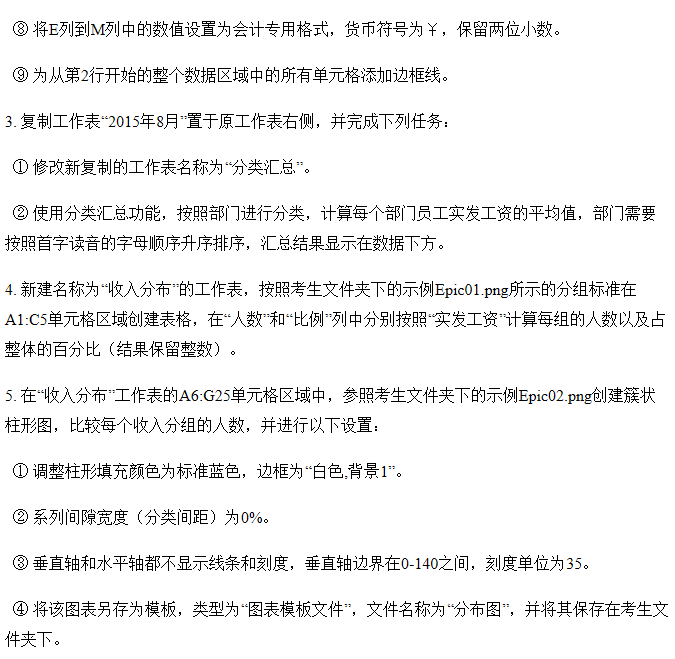 ⑧ 将E列到M列中的数值设置为会计专用格式，货币符号为￥，保留两位小数。
⑨ 为从第2行开始的整个数据区域中的所有单元格添加边框线。
3. 复制工作表“2015年8月”置于原工作表右侧，并完成下列任务：
① 修改新复制的工作表名称为“分类汇总”。
② 使用分类汇总功能，按照部门进行分类，计算每个部门员工实发工资的平均值，部门需要
按照首字读音的字母顺序升序排序，汇总结果显示在数据下方。
4. 新建名称为“收入分布”的工作表，按照考生文件夹下的示例Epic01.png所示的分组标准在
A1:C5单元格区域创建表格，在“人数”和“比例”列中分别按照“实发工资”计算每组的人数以及占
整体的百分比（结果保留整数）。
5. 在“收入分布”工作表的A6:G25单元格区域中，参照考生文件夹下的示例Epic02.png创建簇状
柱形图，比较每个收入分组的人数，并进行以下设置：
① 调整柱形填充颜色为标准蓝色，边框为“白色,背景1”。
② 系列间隙宽度（分类间距）为0%。
③ 垂直轴和水平轴都不显示线条和刻度，垂直轴边界在0-140之间，刻度单位为35。
④ 将该图表另存为模板，类型为“图表模板文件”，文件名称为“分布图”，并将其保存在考生文
件夹下。